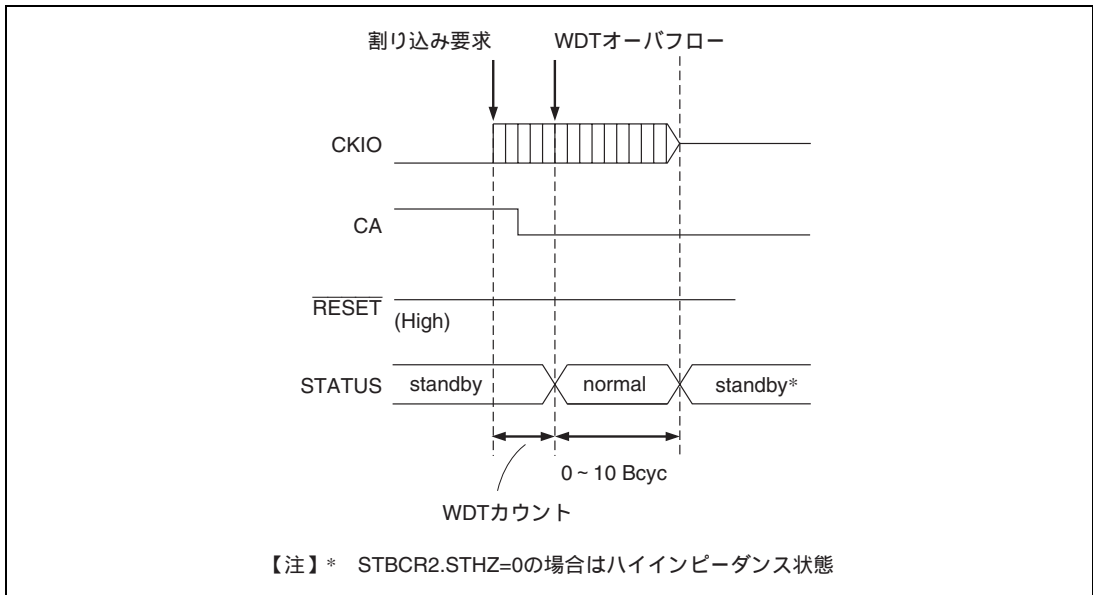 割り込み要求 WDTオーバフロー
CKIO
CA
RESET
(High)
STATUS standby normal standby*
0 ~ 10 Bcyc
WDTカウント
【注】* STBCR2.STHZ=0の場合はハイインピーダンス状態